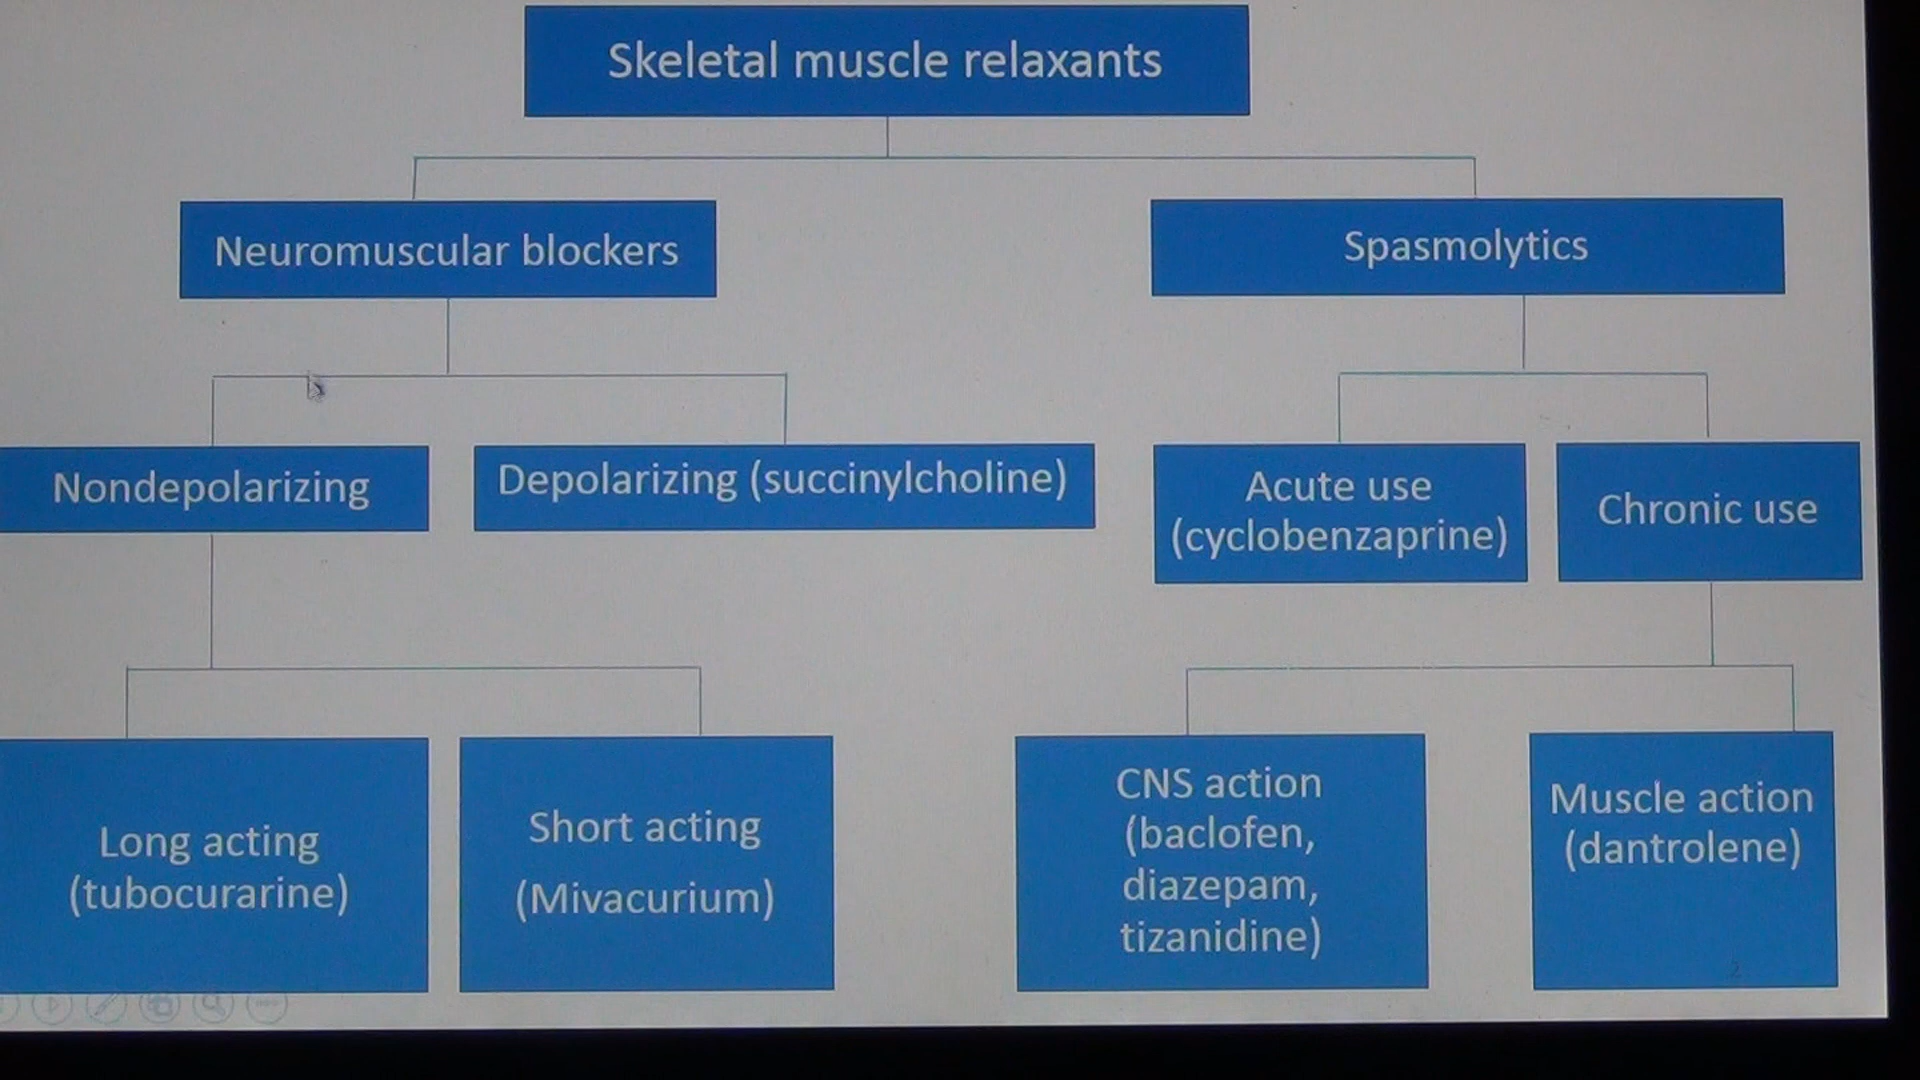 Skeletal muscle relaxants
Neuromuscular blockers
Spasmolytics
Nondepolarizing
Depolarizing (succinylcholine)
Acute use
(cyclobenzaprine)
Chronic use
Long acting
(tubocurarine)
Short acting
(Mivacurium)
CNS action
(baclofen,
diazepam,
tizanidine)
Muscle action
(dantrolene)
2